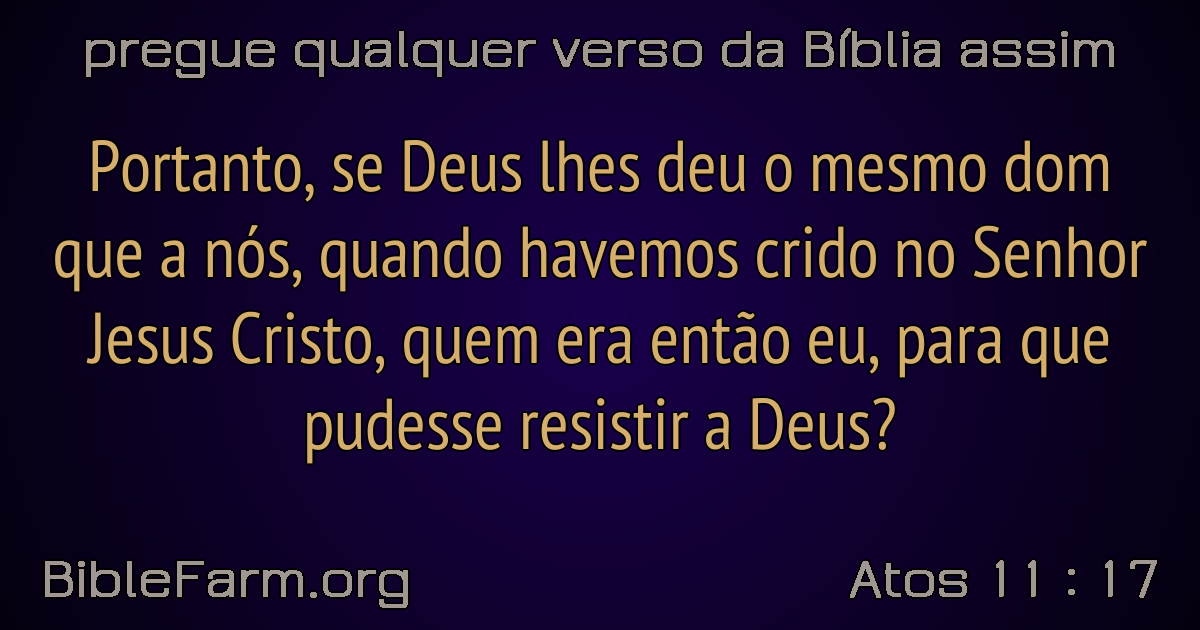 pregue qualquer verso da Bíblia assim
Portanto, se Deus lhes deu o mesmo dom
que a nós, quando havemos crido no Senhor
Jesus Cristo, quem era então eu, para que
pudesse resistir a Deus?
BibleFarm.org
Atos 11 : 17